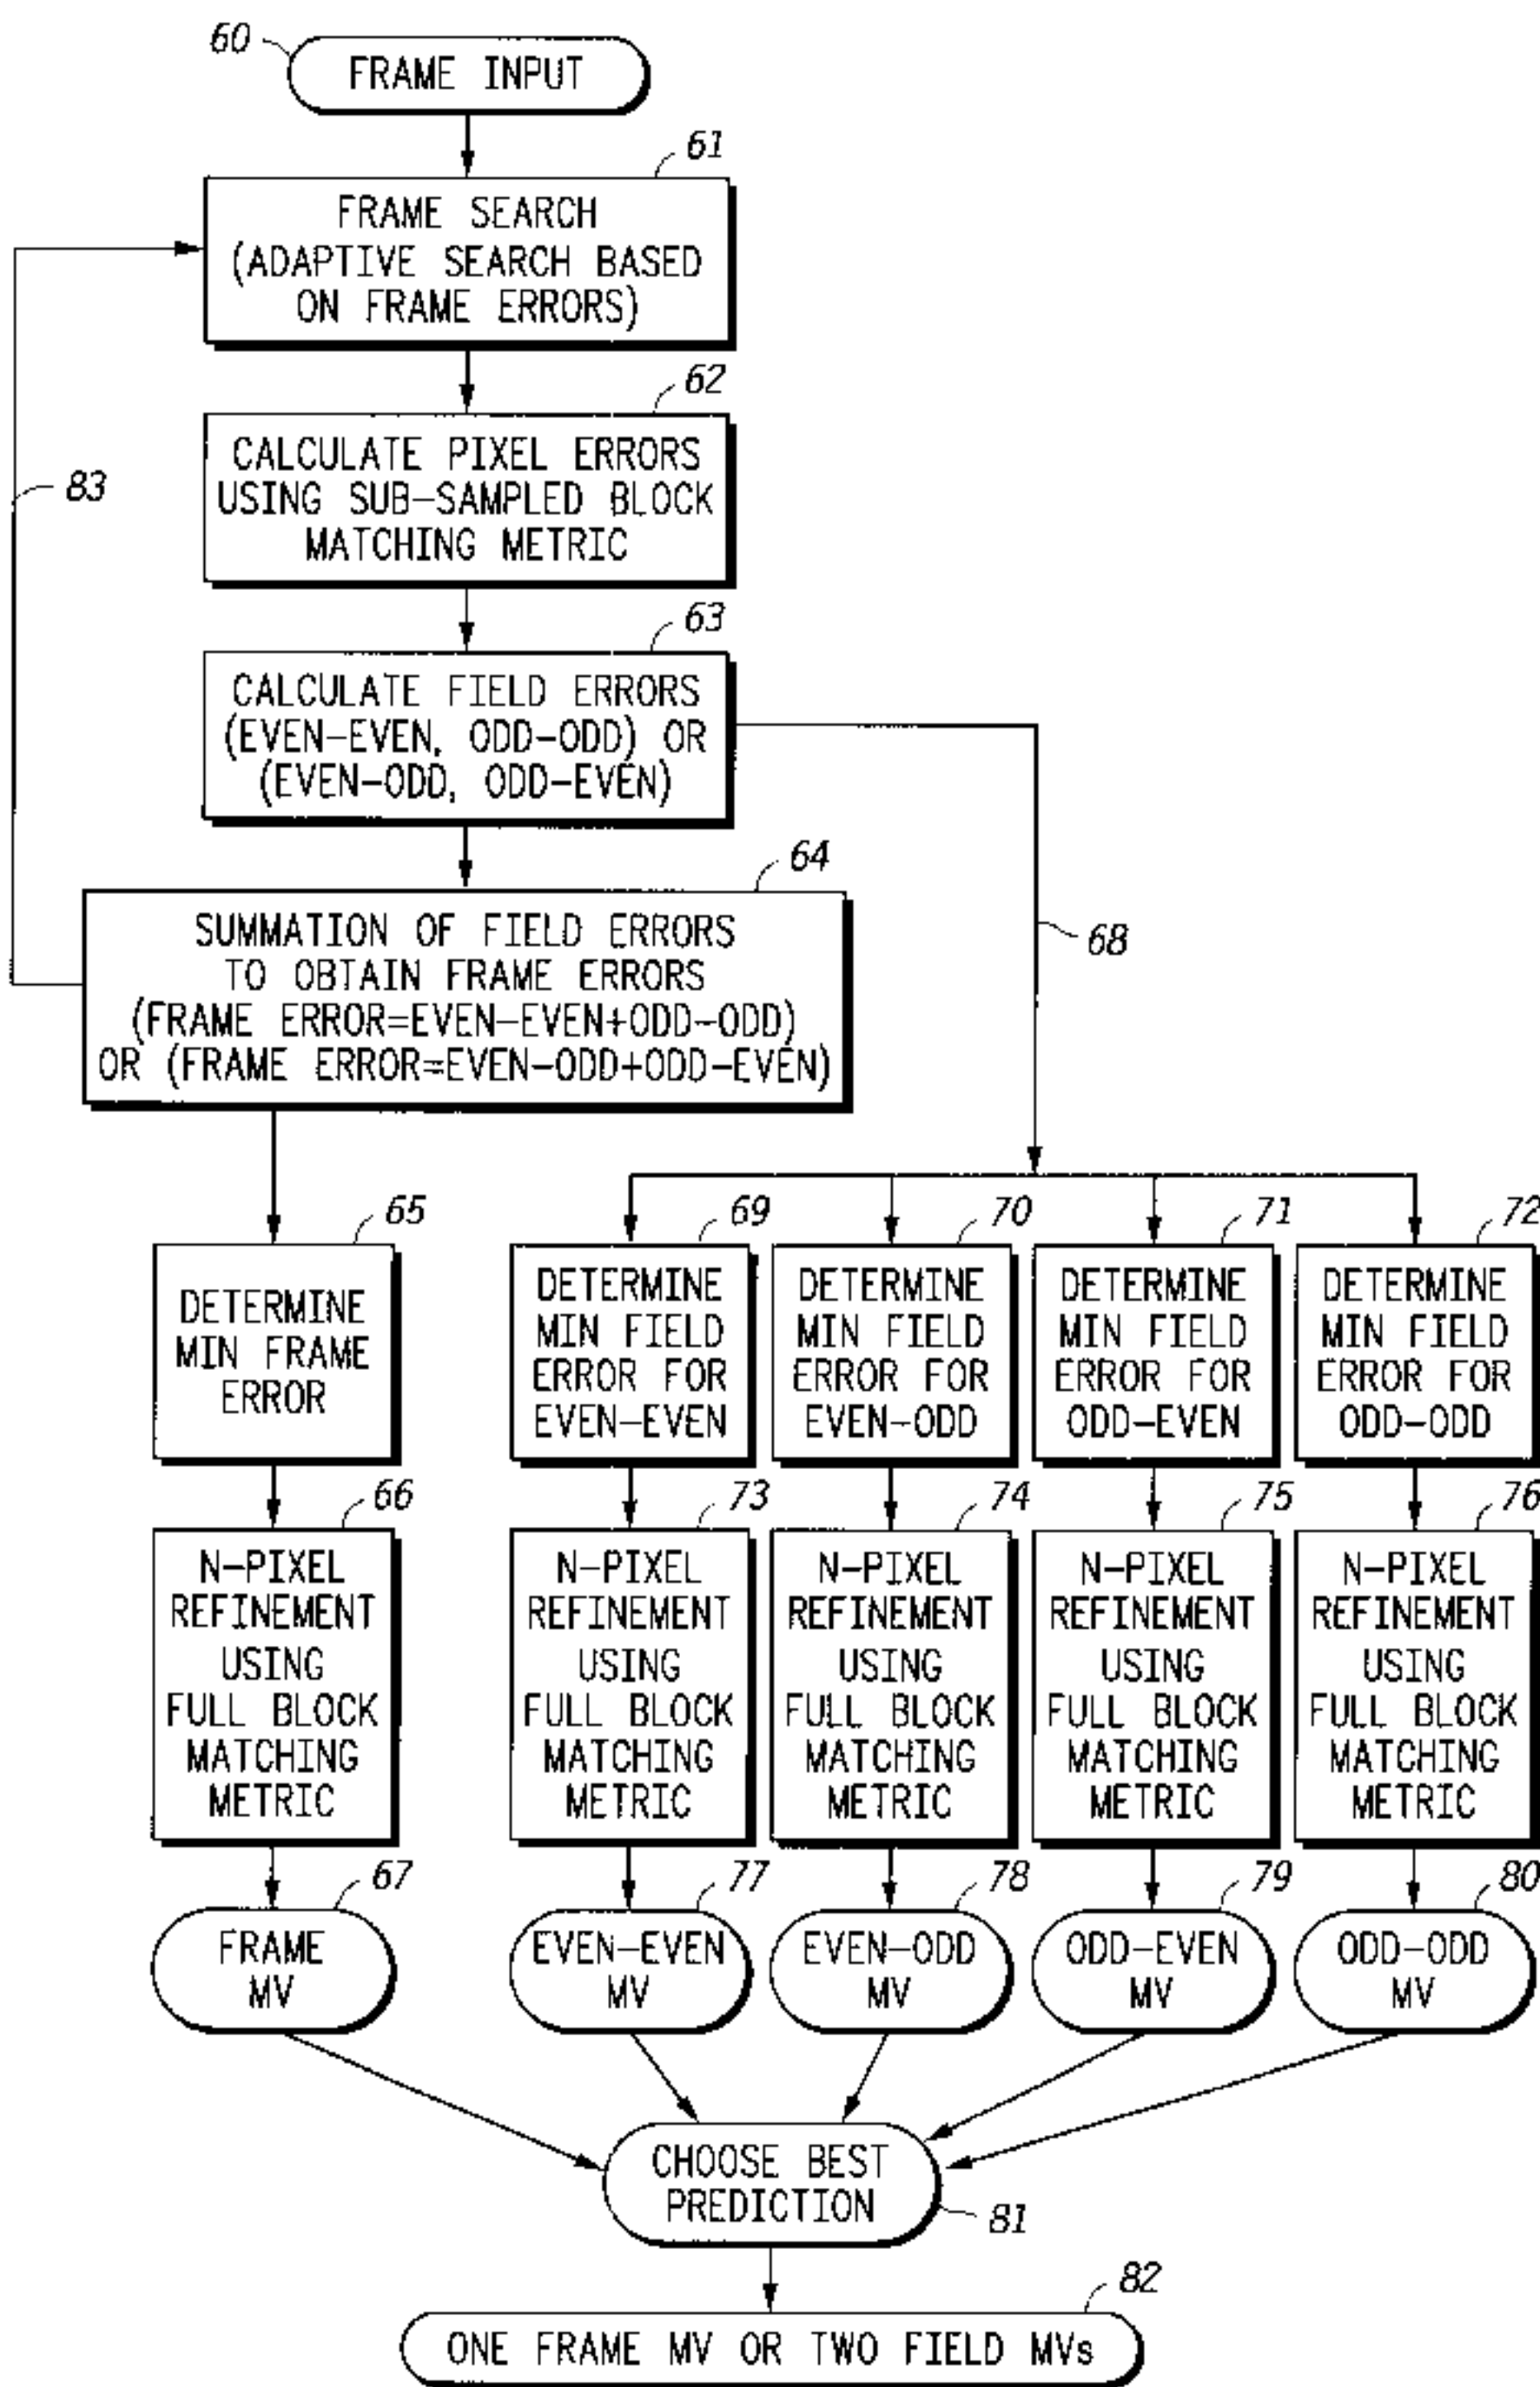 60
FRAME INPUT
61
FRAME SEARCH
(ADAPTIVE SEARCH BASED
ON FRAME ERRORS)
62
CALCULATE PIXEL ERRORS
USING SUB-SAMPLED BLOCK
MATCHING METRIC
83
63
CALCULATE FIELD ERRORS
(EVEN-EVEN, ODD-ODD) OR
(EVEN-ODD, ODD-EVEN)
64
SUMMATION OF FIELD ERRORS
TO OBTAIN FRAME ERRORS
(FRAME ERROR=EVEN-EVEN+ODD-ODD)
OR (FRAME ERROR=EVEN-ODD+ODD-EVEN)
68
65
DETERMINE
MIN FRAME
ERROR
69
DETERMINE
MIN FIELD
ERROR FOR
EVEN-EVEN
70
DETERMINE
MIN FIELD
ERROR FOR
EVEN-ODD
71
DETERMINE
MIN FIELD
ERROR FOR
ODD-EVEN
72
DETERMINE
MIN FIELD
ERROR FOR
ODD-ODD
66
N-PIXEL
REFINEMENT
USING
FULL BLOCK
MATCHING
METRIC
73
N-PIXEL
REFINEMENT
USING
FULL BLOCK
MATCHING
METRIC
74
N-PIXEL
REFINEMENT
USING
FULL BLOCK
MATCHING
METRIC
75
N-PIXEL
REFINEMENT
USING
FULL BLOCK
MATCHING
METRIC
76
N-PIXEL
REFINEMENT
USING
FULL BLOCK
MATCHING
METRIC
67
FRAME
MV
77
EVEN-EVEN
MV
78
EVEN-ODD
MV
79
ODD-EVEN
MV
80
ODD-ODD
MV
CHOOSE BEST
PREDICTION
81
82
ONE FRAME MV OR TWO FIELD MVs